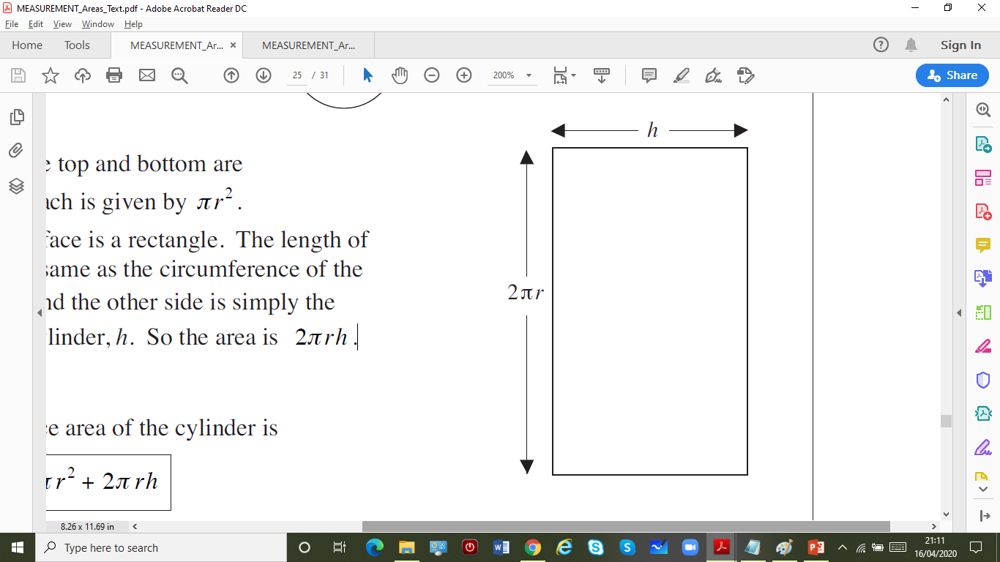 MEASUREMENT_Areas_Text.pdf - Adobe Acrobat Reader DC
File Edit View Window Help
Home Tools MEASUREMENT_Ar... × MEASUREMENT_Ar... Sign In
25 / 31 200% Share
h
e top and bottom are
ach is given by πr².
face is a rectangle. The length of
same as the circumference of the
2πr
nd the other side is simply the
ylinder, h. So the area is 2πrh.
ce area of the cylinder is
πr² + 2πrh
8.26 x 11.69 in
Type here to search
21:11
16/04/2020